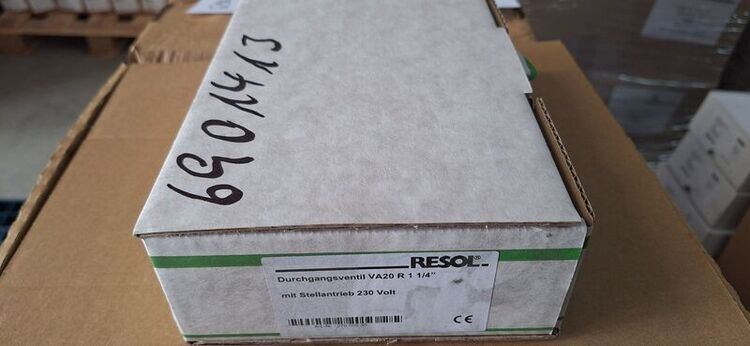 6901413
RESOL®
Durchgangsventil VA20 R 1 1/4"
mit Stellantrieb 230 Volt
CE